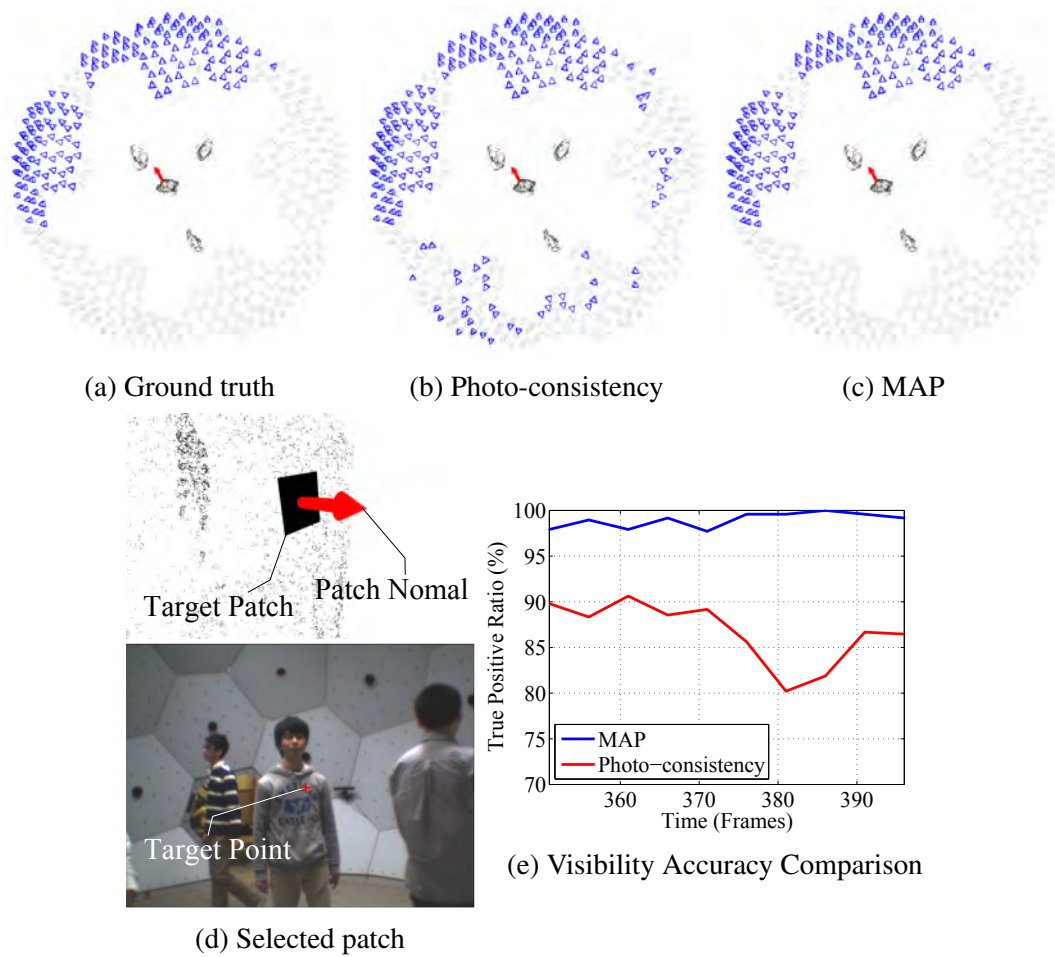 (a) Ground truth
(b) Photo-consistency
(c) MAP
Target Patch
Patch Nomal
Target Point
(d) Selected patch
True Positive Ratio (%)
100
95
90
85
80
75
70
MAP
Photo-consistency
360 370 380 390
Time (Frames)
(e) Visibility Accuracy Comparison